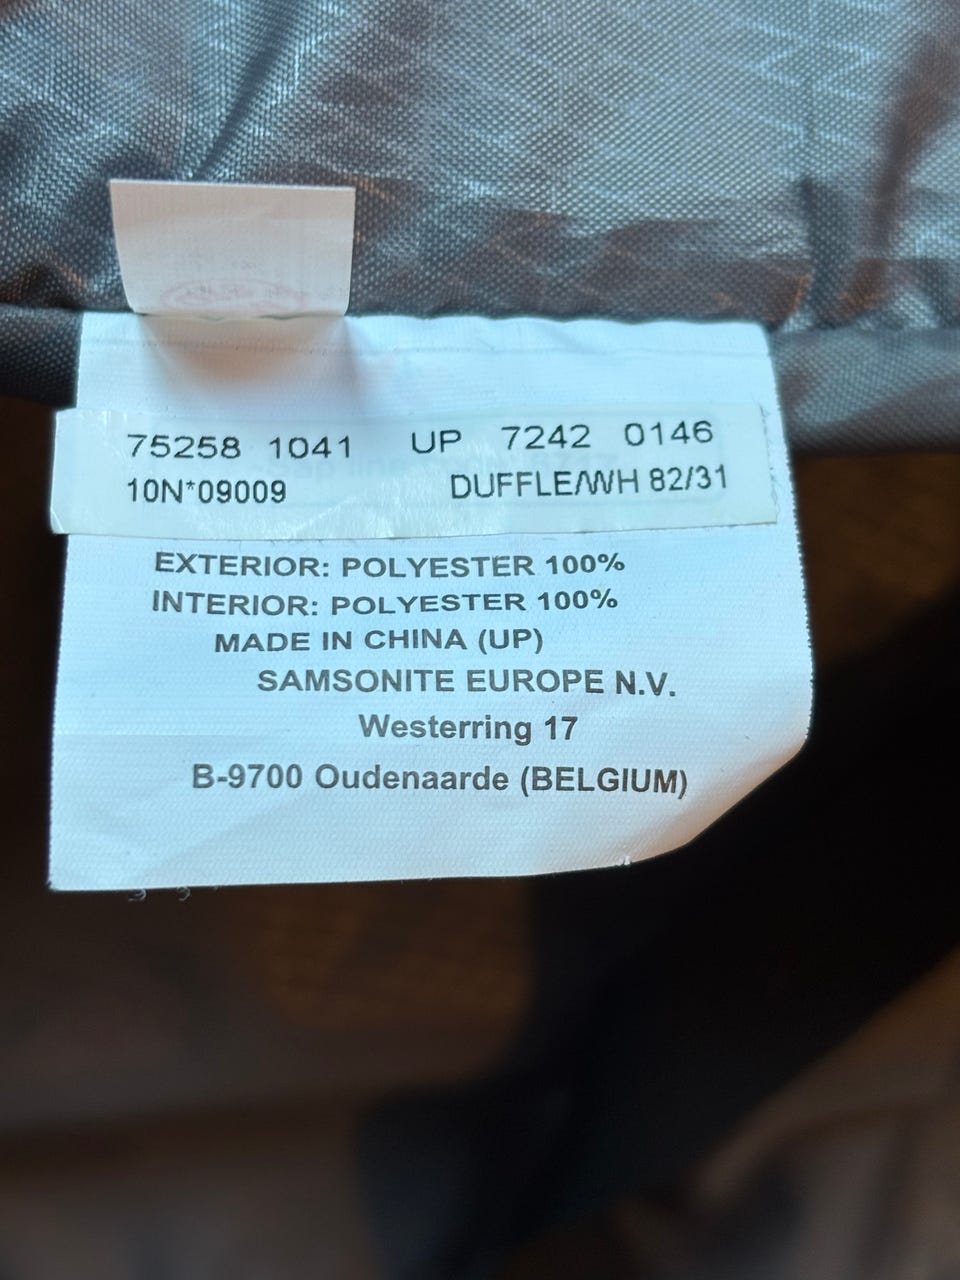 75258 1041 UP 7242 0146
10N*09009 DUFFLE/WH 82/31
EXTERIOR: POLYESTER 100%
INTERIOR: POLYESTER 100%
MADE IN CHINA (UP)
SAMSONITE EUROPE N.V.
Westerring 17
B-9700 Oudenaarde (BELGIUM)